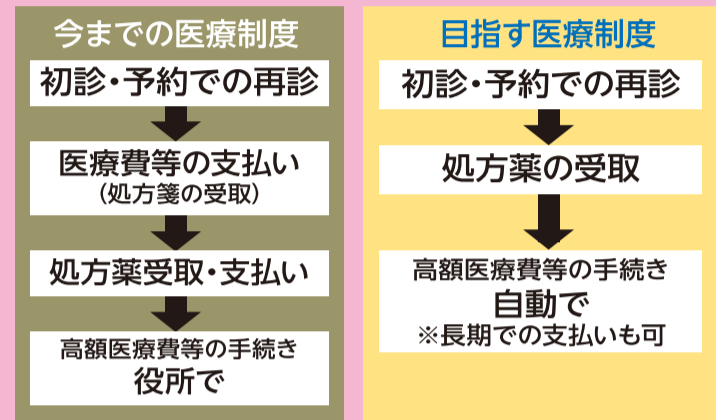 今までの医療制度
初診・予約での再診
医療費等の支払い
（処方箋の受取）
処方薬受取・支払い
高額医療費等の手続き
役所で
目指す医療制度
初診・予約での再診
処方薬の受取
高額医療費等の手続き
自動で
※長期での支払いも可